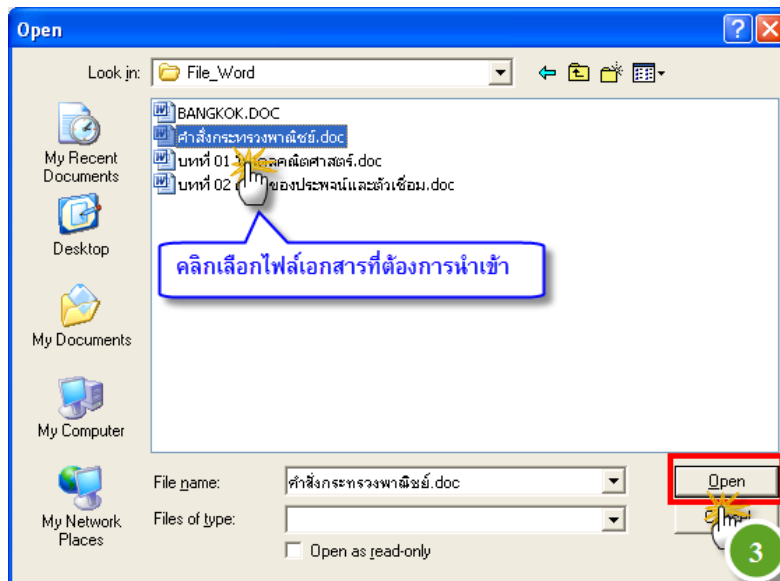 Open
Look in:
File_Word
BANGKOK.DOC
คำสั่งกระทรวงพาณิชย์.doc
บทที่ 01
คณิตศาสตร์.doc
บทที่ 02
ของประพจน์และตัวเชื่อม.doc
คลิกเลือกไฟล์เอกสารที่ต้องการนำเข้า
My Recent
Documents
Desktop
My Documents
My Computer
My Network
Places
File name:
คำสั่งกระทรวงพาณิชย์.doc
Open
Files of type:
Open as read-only
3